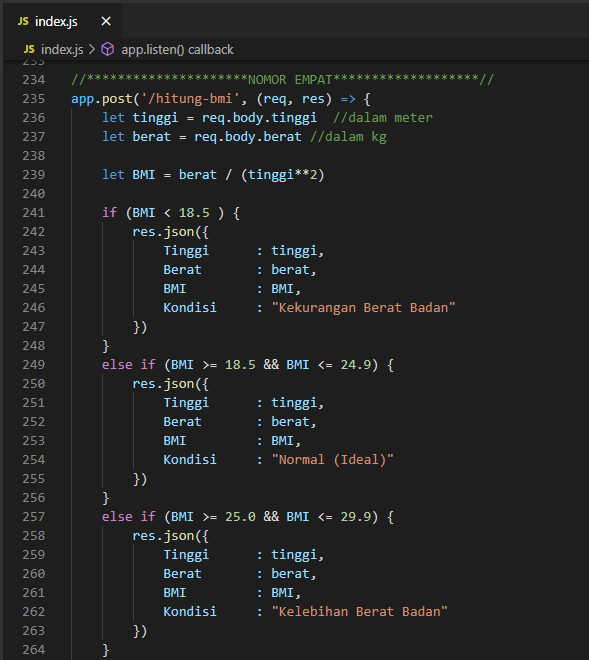 JS index.js ×
JS index.js > app.listen() callback
233
234 //*********************NOMOR EMPAT*******************//
235 app.post('/hitung-bmi', (req, res) => {
236     let tinggi = req.body.tinggi  //dalam meter
237     let berat = req.body.berat //dalam kg
238
239     let BMI = berat / (tinggi**2)
240
241     if (BMI < 18.5 ) {
242         res.json({
243             Tinggi      : tinggi,
244             Berat       : berat,
245             BMI         : BMI,
246             Kondisi     : "Kekurangan Berat Badan"
247         })
248     }
249     else if (BMI >= 18.5 && BMI <= 24.9) {
250         res.json({
251             Tinggi      : tinggi,
252             Berat       : berat,
253             BMI         : BMI,
254             Kondisi     : "Normal (Ideal)"
255         })
256     }
257     else if (BMI >= 25.0 && BMI <= 29.9) {
258         res.json({
259             Tinggi      : tinggi,
260             Berat       : berat,
261             BMI         : BMI,
262             Kondisi     : "Kelebihan Berat Badan"
263         })
264     }